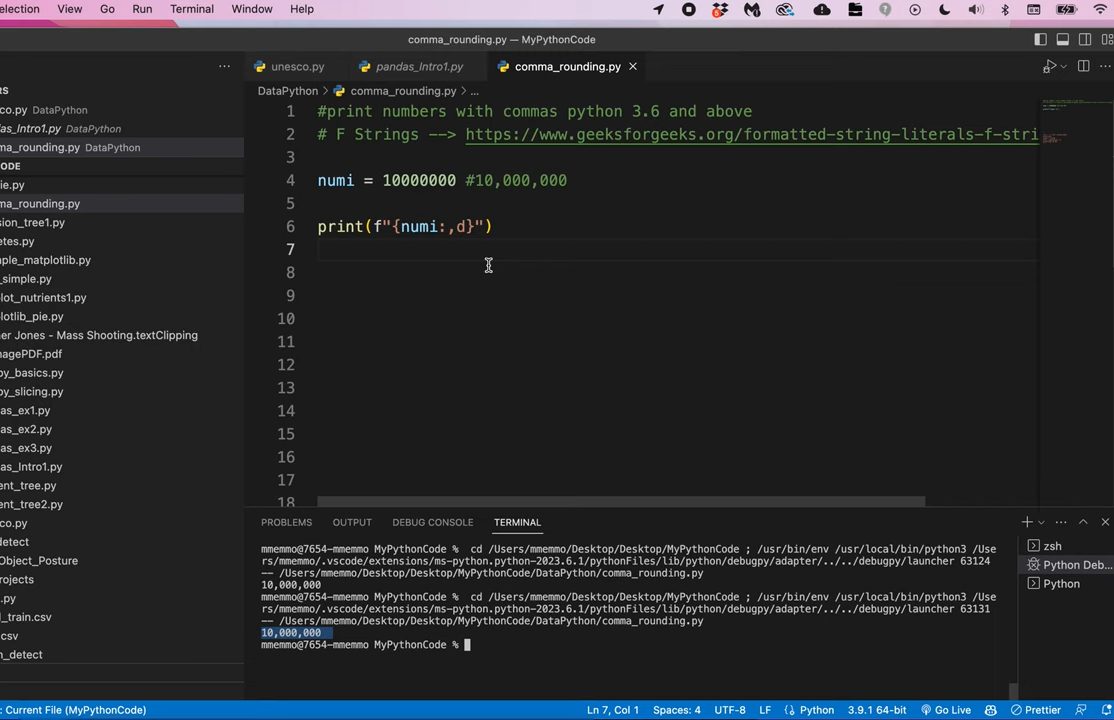 election View Go Run Terminal Window Help
comma_rounding.py — MyPythonCode
unesco.py pandas_Intro1.py comma_rounding.py
RS
DataPython > comma_rounding.py > ...
co.py DataPython
as_Intro1.py DataPython
ma_rounding.py DataPython
ODE
ie.py
ma_rounding.py
sion_tree1.py
etes.py
ple_matplotlib.py
_simple.py
lot_nutrients1.py
otlib_pie.py
er Jones - Mass Shooting.textClipping
nagePDF.pdf
py_basics.py
py_slicing.py
as_ex1.py
as_ex2.py
as_ex3.py
as_Intro1.py
ent_tree.py
ent_tree2.py
co.py
detect
Object_Posture
rojects
.py
d_train.csv
csv
n_detect
1 #print numbers with commas python 3.6 and above
2 # F Strings --> https://www.geeksforgeeks.org/formatted-string-literals-f-stri
3
4 numi = 10000000 #10,000,000
5
6 print(f"{numi:,d}")
7
8
9
10
11
12
13
14
15
16
17
18
PROBLEMS OUTPUT DEBUG CONSOLE TERMINAL
mmemmo@7654-mmemmo MyPythonCode % cd /Users/mmemmo/Desktop/Desktop/MyPythonCode ; /usr/bin/env /usr/local/bin/python3 /Use
rs/mmemmo/.vscode/extensions/ms-python.python-2023.6.1/pythonFiles/lib/python/debugpy/adapter/../../debugpy/launcher 63124
-- /Users/mmemmo/Desktop/Desktop/MyPythonCode/DataPython/comma_rounding.py
10,000,000
mmemmo@7654-mmemmo MyPythonCode % cd /Users/mmemmo/Desktop/Desktop/MyPythonCode ; /usr/bin/env /usr/local/bin/python3 /Use
rs/mmemmo/.vscode/extensions/ms-python.python-2023.6.1/pythonFiles/lib/python/debugpy/adapter/../../debugpy/launcher 63131
-- /Users/mmemmo/Desktop/Desktop/MyPythonCode/DataPython/comma_rounding.py
10,000,000
mmemmo@7654-mmemmo MyPythonCode %
zsh
Python Deb...
Python
: Current File (MyPythonCode) Ln 7, Col 1 Spaces: 4 UTF-8 LF Python 3.9.1 64-bit Go Live Prettier